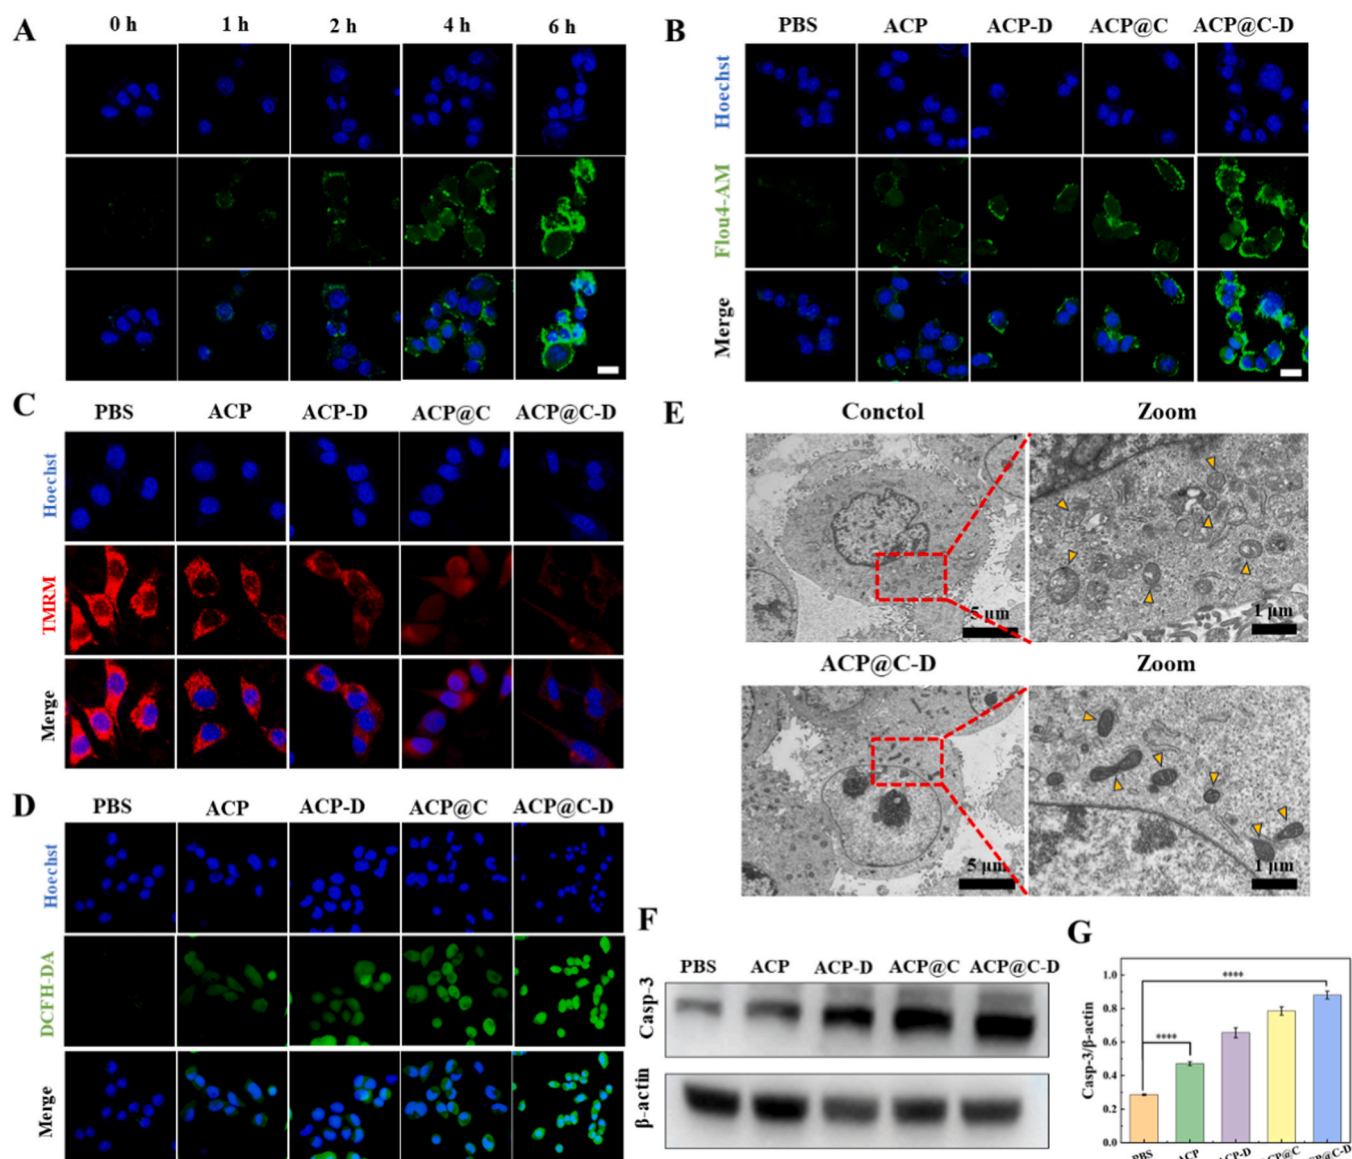 A
0 h
1 h
2 h
4 h
6 h
B
PBS
ACP
ACP-D
ACP@C
ACP@C-D
Hoechst
Flou4-AM
Merge
C
PBS
ACP
ACP-D
ACP@C
ACP@C-D
Hoechst
TMRM
Merge
D
PBS
ACP
ACP-D
ACP@C
ACP@C-D
Hoechst
DCFH-DA
Merge
E
Conctol
Zoom
5 μm
1 μm
ACP@C-D
Zoom
5 μm
1 μm
F
PBS
ACP
ACP-D
ACP@C
ACP@C-D
Casp-3
β-actin
G
Casp-3/β-actin
1.0
0.8
0.6
0.4
0.2
0.0
****
****
PBS
ACP
ACP-D